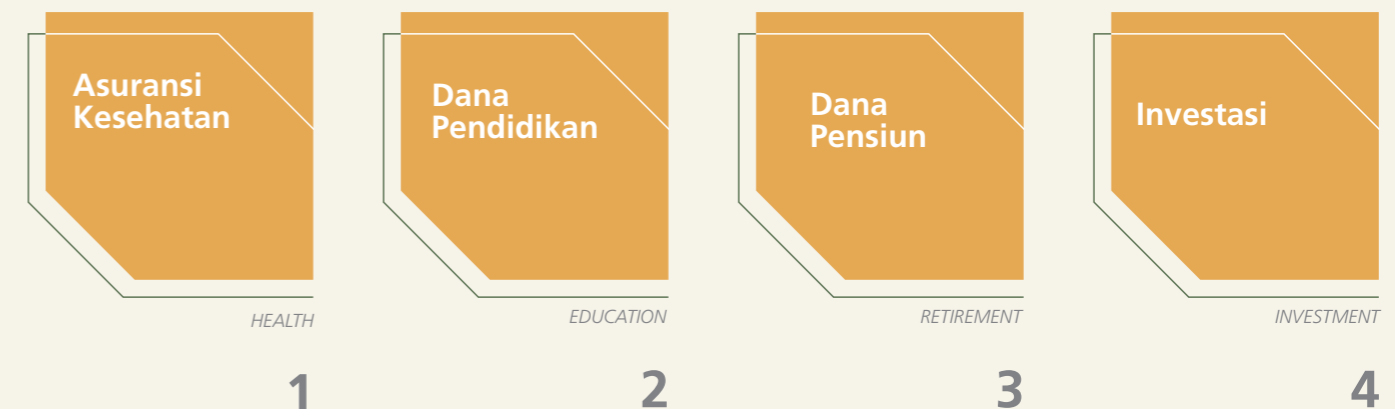 Asuransi
Kesehatan
HEALTH
1
Dana
Pendidikan
EDUCATION
2
Dana
Pensiun
RETIREMENT
3
Investasi
INVESTMENT
4